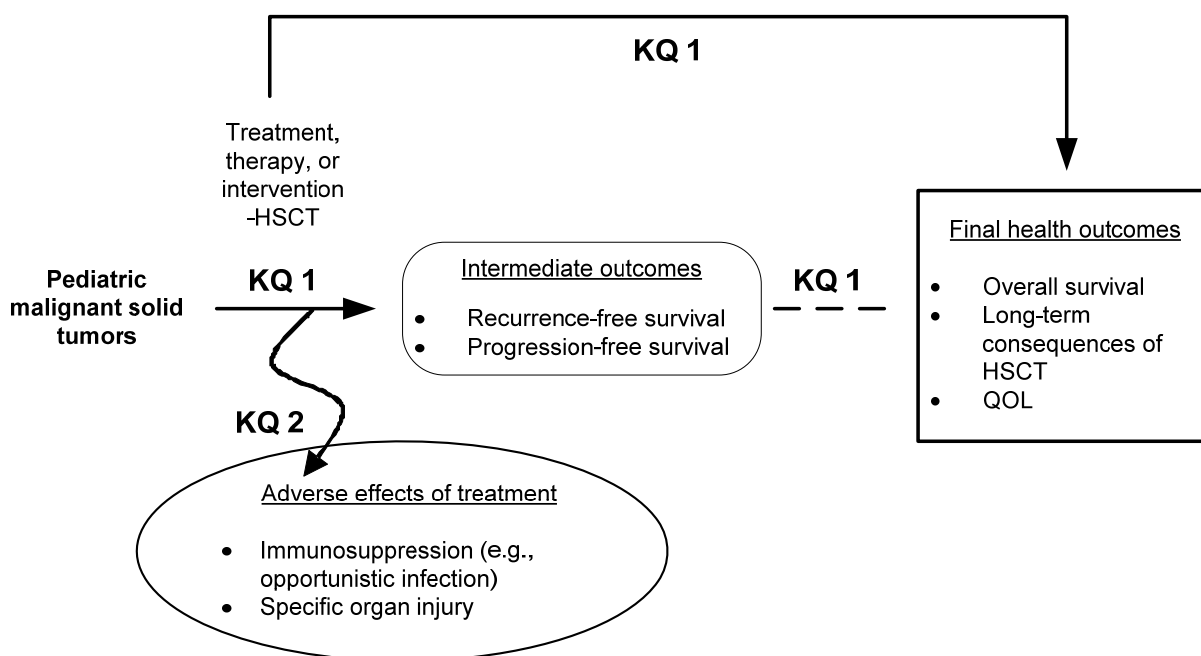 KQ 1
Treatment,
therapy, or
intervention
-HSCT
Pediatric
malignant solid
tumors
KQ 1
Intermediate outcomes
• Recurrence-free survival
• Progression-free survival
KQ 1
Final health outcomes
• Overall survival
• Long-term
consequences of
HSCT
• QOL
KQ 2
Adverse effects of treatment
• Immunosuppression (e.g.,
opportunistic infection)
• Specific organ injury